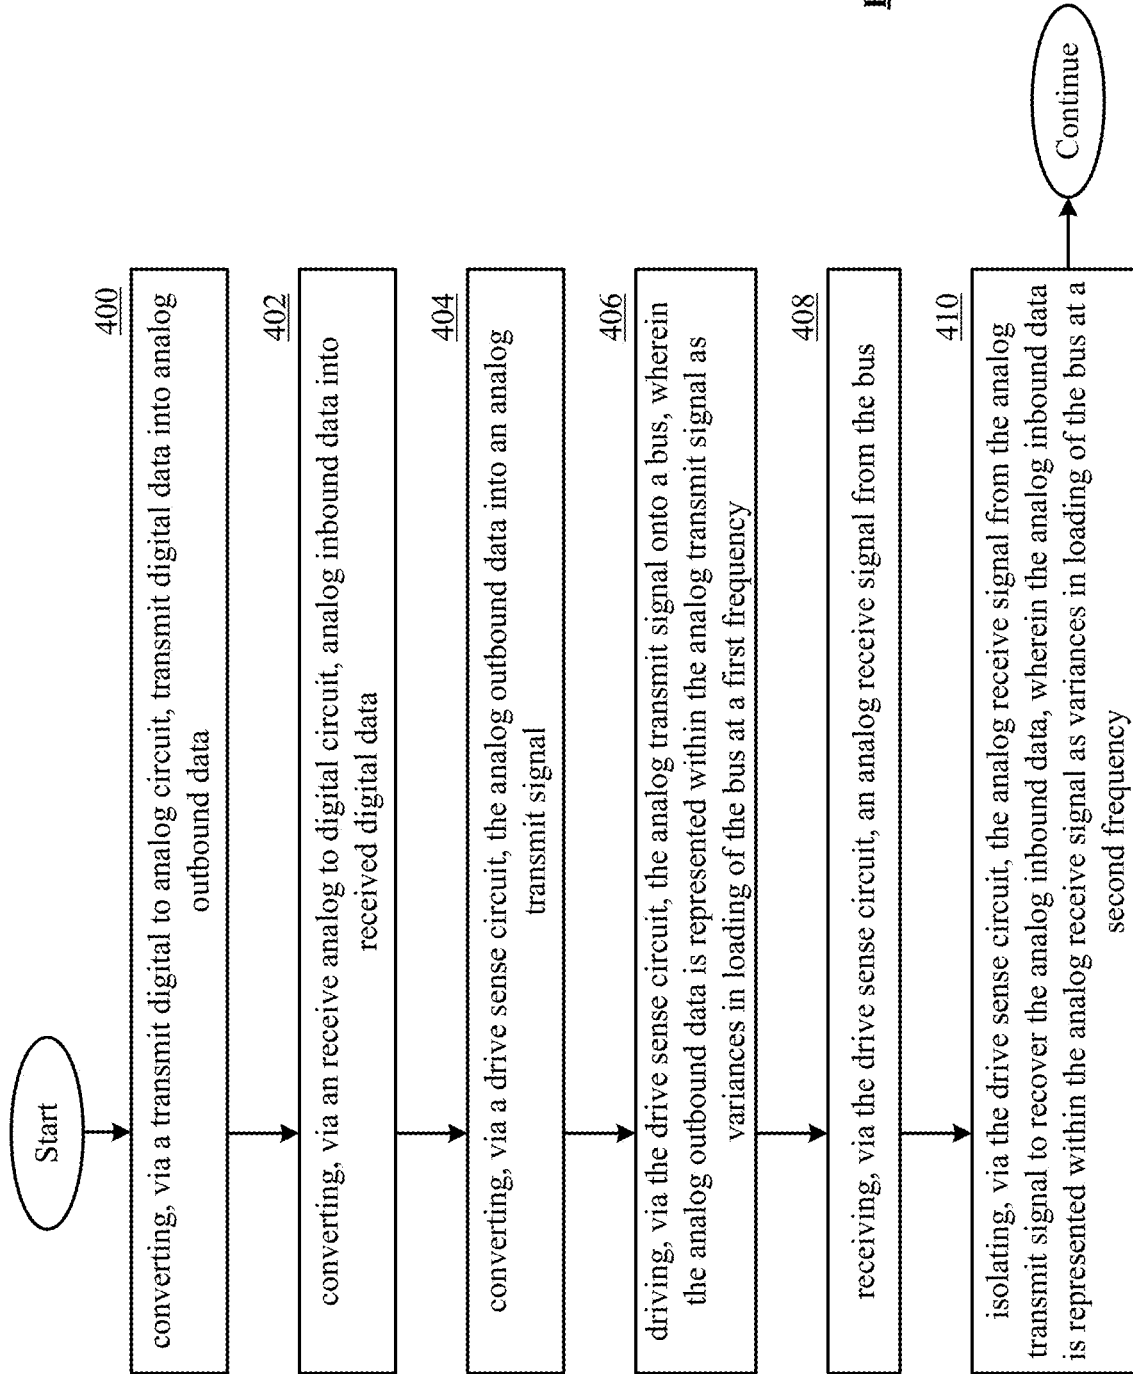 Start
400
converting, via a transmit digital to analog circuit, transmit digital data into analog
outbound data
402
converting, via an receive analog to digital circuit, analog inbound data into
received digital data
404
converting, via a drive sense circuit, the analog outbound data into an analog
transmit signal
406
driving, via the drive sense circuit, the analog transmit signal onto a bus, wherein
the analog outbound data is represented within the analog transmit signal as
variances in loading of the bus at a first frequency
408
receiving, via the drive sense circuit, an analog receive signal from the bus
410
isolating, via the drive sense circuit, the analog receive signal from the analog
transmit signal to recover the analog inbound data, wherein the analog inbound data
is represented within the analog receive signal as variances in loading of the bus at a
second frequency
Continue